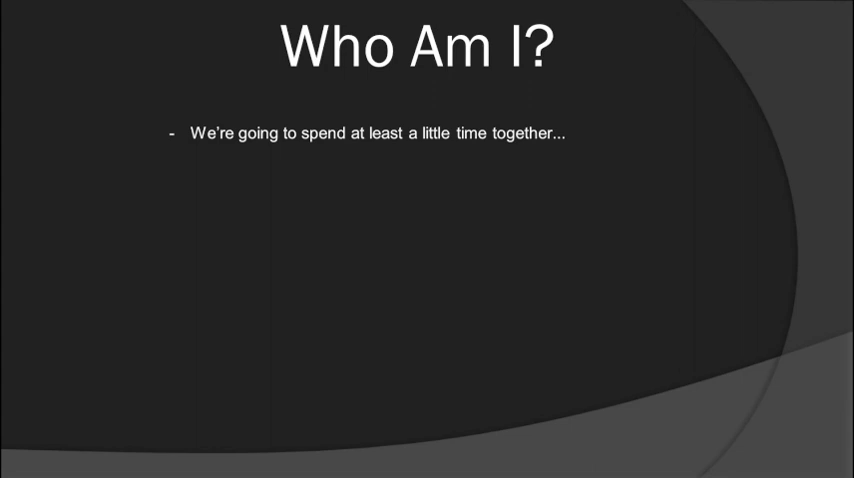 Who Am I?
- We're going to spend at least a little time together...